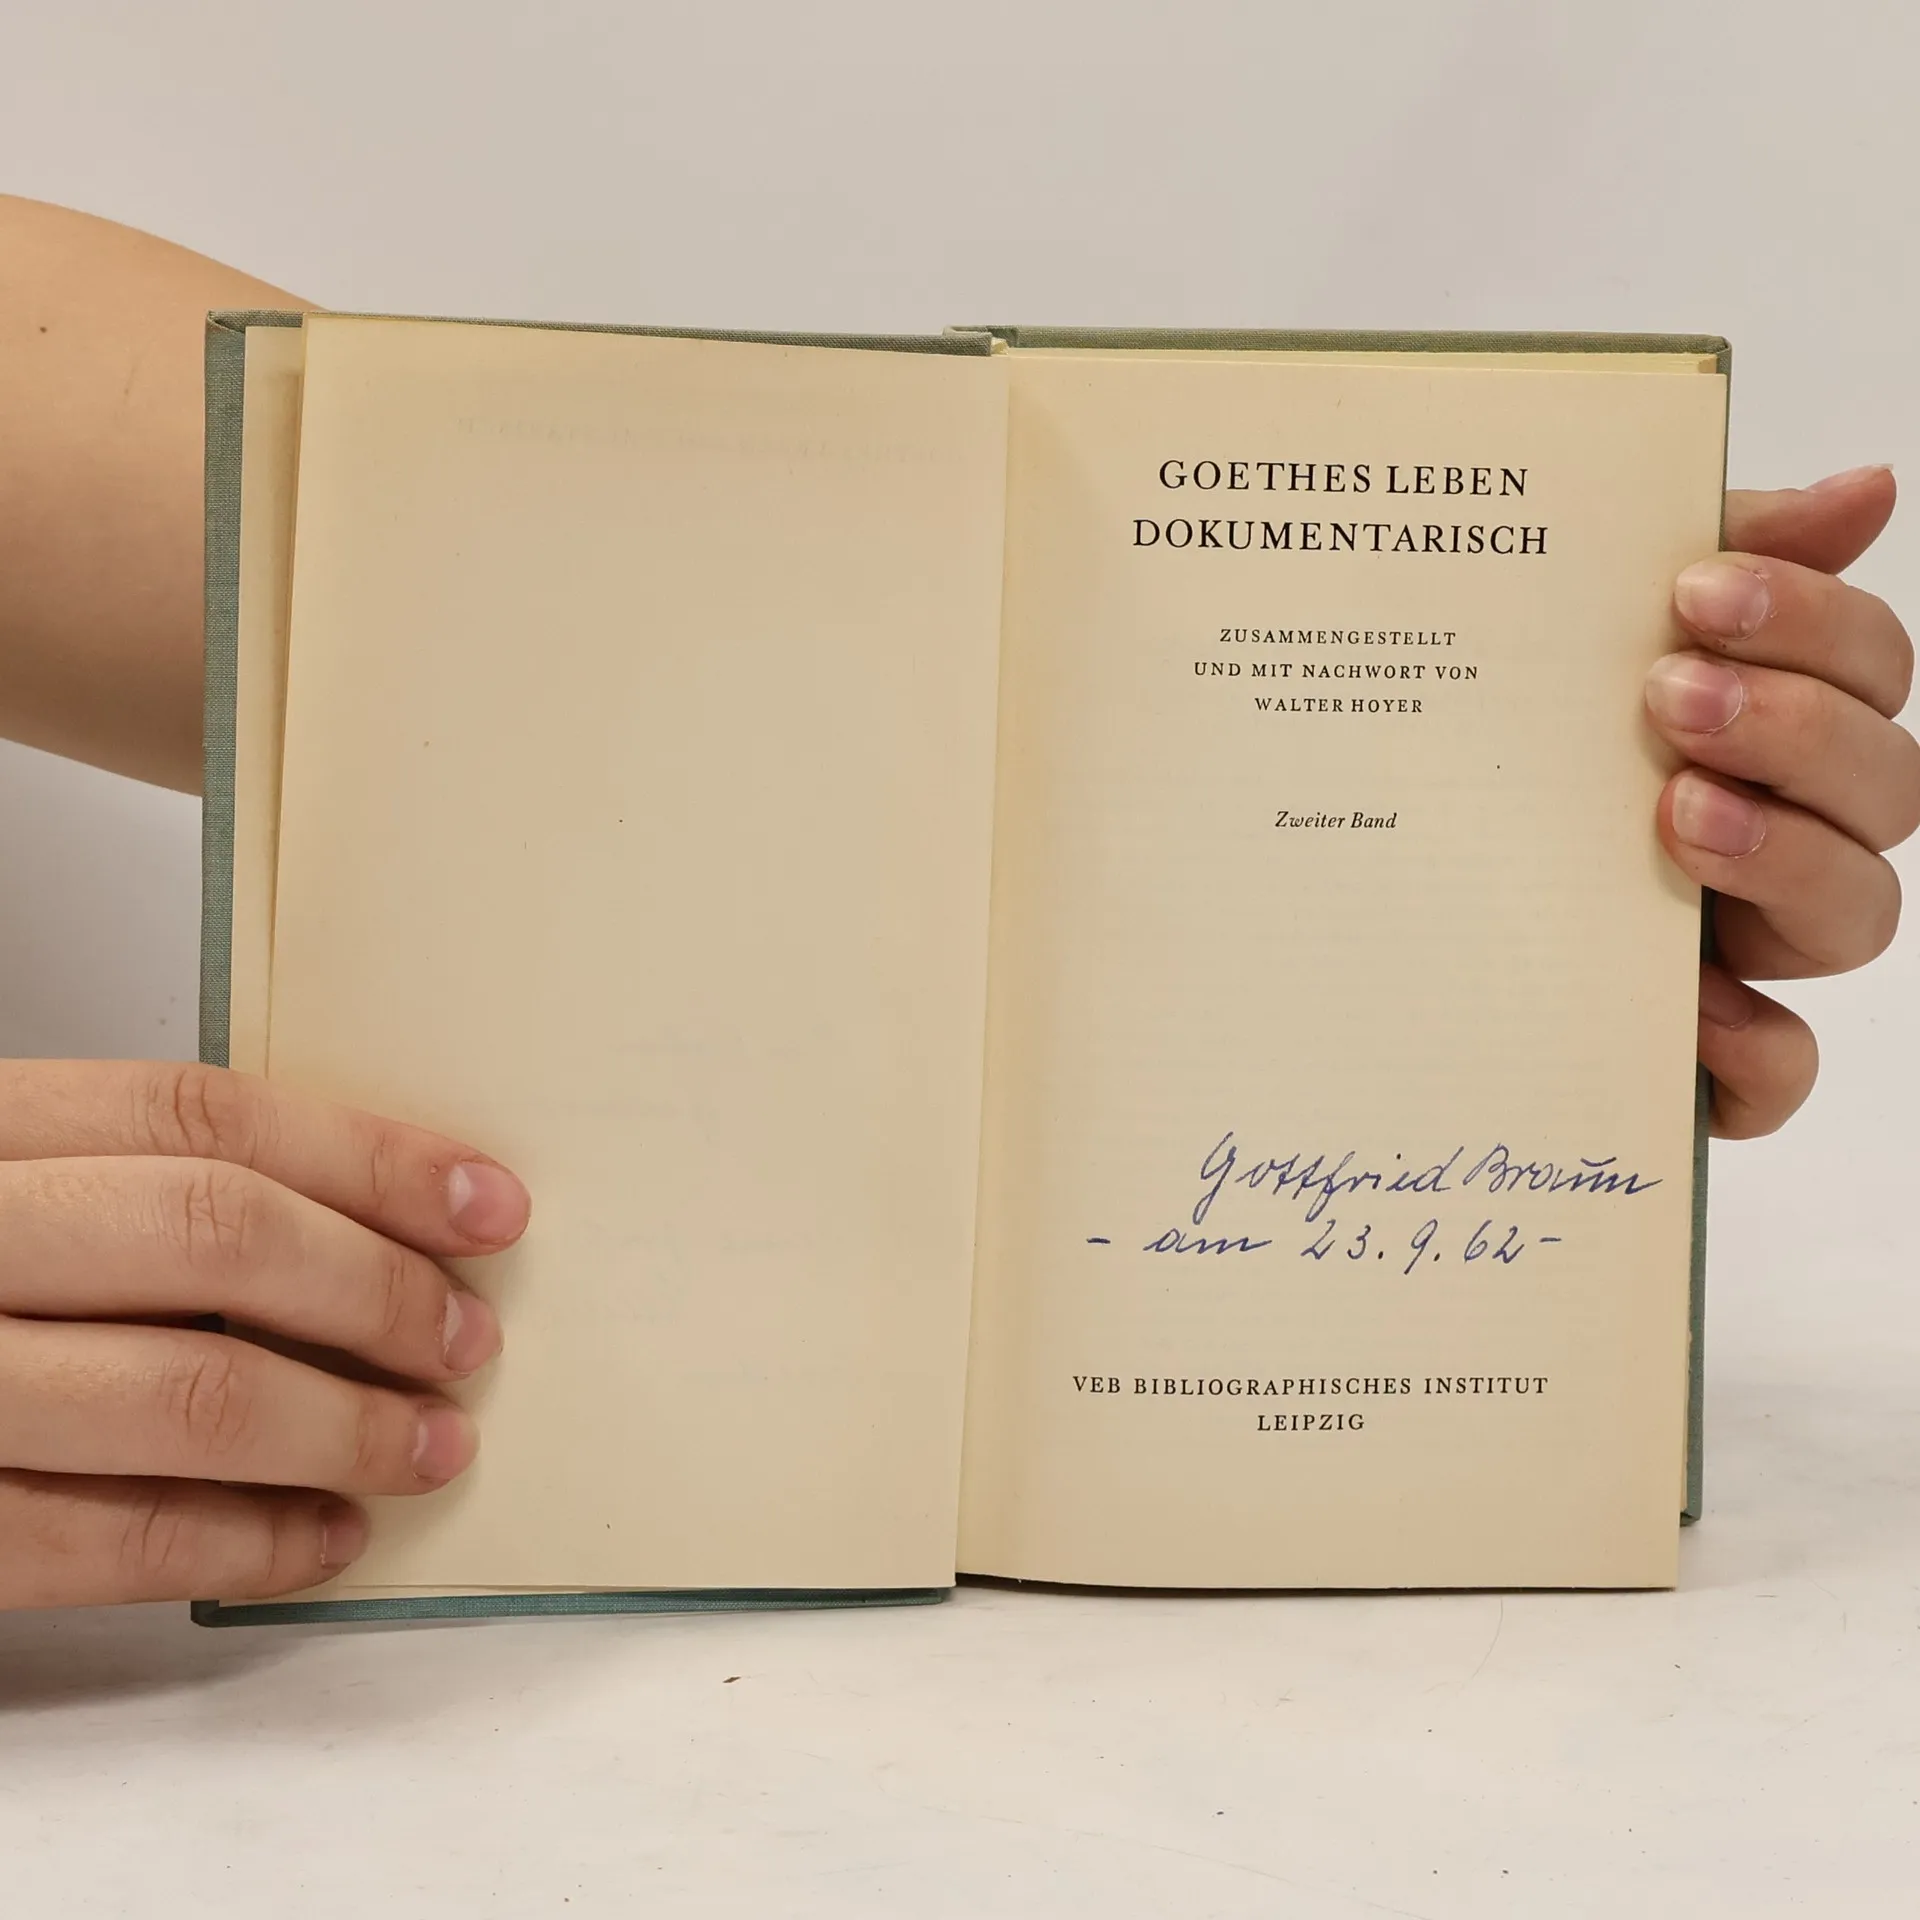 GOETHES LEBEN
DOKUMENTARISCH
ZUSAMMENGESTELLT
UND MIT NACHWORT VON
WALTER HOYER
Zweiter Band
Gottfried Braun
- am 23. 9. 62 -
VEB BIBLIOGRAPHISCHES INSTITUT
LEIPZIG